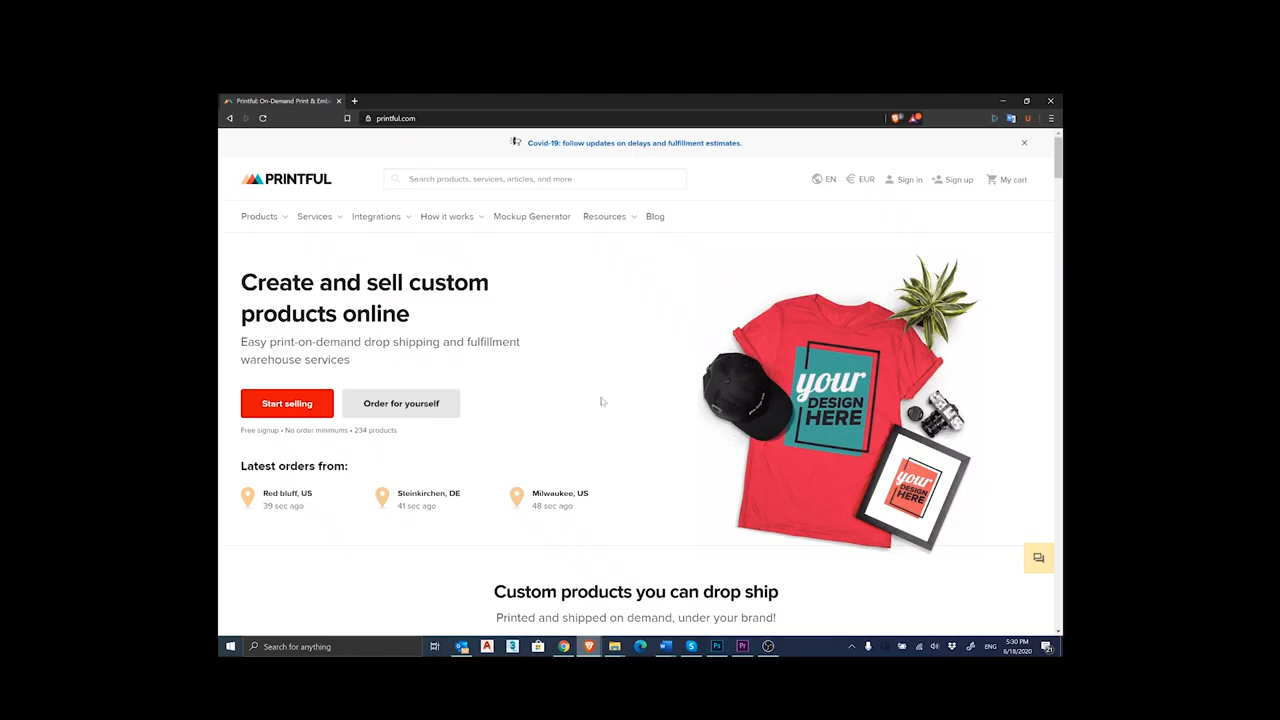 Printful: On-Demand Print & Emb
printful.com
Covid-19: follow updates on delays and fulfillment estimates.
PRINTFUL
Search products, services, articles, and more
EN
EUR
Sign in
Sign up
My cart
Products
Services
Integrations
How it works
Mockup Generator
Resources
Blog
Create and sell custom
products online
Easy print-on-demand drop shipping and fulfillment
warehouse services
Start selling
Order for yourself
Free signup • No order minimums • 234 products
Latest orders from:
Red bluff, US
39 sec ago
Steinkirchen, DE
41 sec ago
Milwaukee, US
48 sec ago
your
DESIGN
HERE
your
DESIGN
HERE
Custom products you can drop ship
Printed and shipped on demand, under your brand!
Search for anything
ENG
5:30 PM
6/18/2020